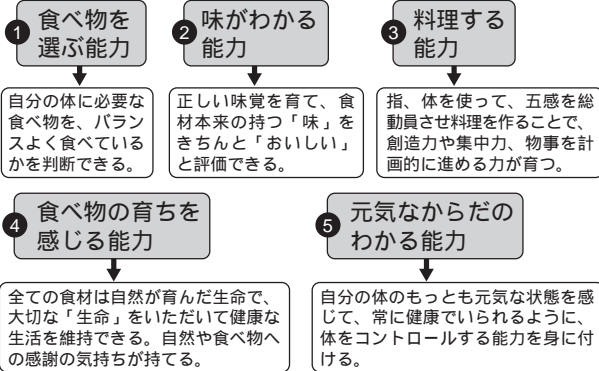 1 食べ物を
選ぶ能力
自分の体に必要な
食べ物を、バラン
スよく食べている
かを判断できる。
2 味がわかる
能力
正しい味覚を育て、食
材本来の持つ「味」を
きちんと「おいしい」
と評価できる。
3 料理する
能力
指、体を使って、五感を総
動員させ料理を作ることで、
創造力や集中力、物事を計
画的に進める力が育つ。
4 食べ物の育ちを
感じる能力
全ての食材は自然が育んだ生命で、
大切な「生命」をいただいて健康な
生活を維持できる。自然や食べ物へ
の感謝の気持ちが持てる。
5 元気なからだの
わかる能力
自分の体のもっとも元気な状態を感
じて、常に健康でいられるように、
体をコントロールする能力を身に付
ける。